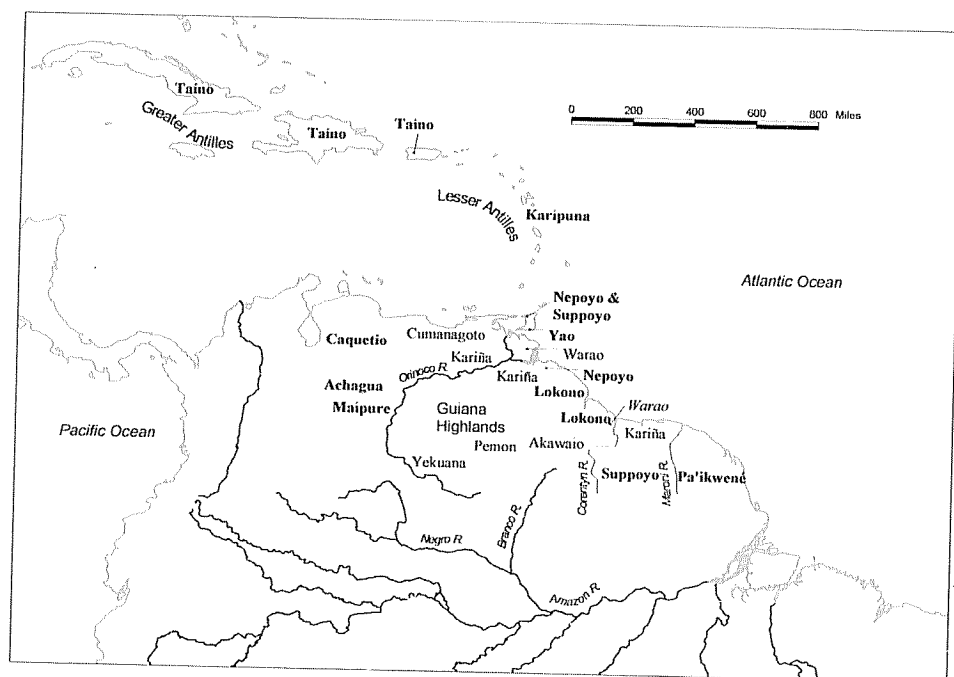 Taino
Greater Antilles
Taino
Taino
0 200 400 600 800 Miles
Lesser Antilles
Karipuna
Atlantic Ocean
Nepoyo &
Suppoyo
Yao
Caquetio
Cumanagoto
Warao
Kariña
Kariña
Nepoyo
Orinoco R.
Achagua
Maipure
Lokono
Lokono
Warao
Guiana
Highlands
Kariña
Pacific Ocean
Pemon
Akawaio
Yekuana
Corentyn R.
Suppoyo
Maroni R.
Pa'ikwené
Negro R.
Branco R.
Amazon R.